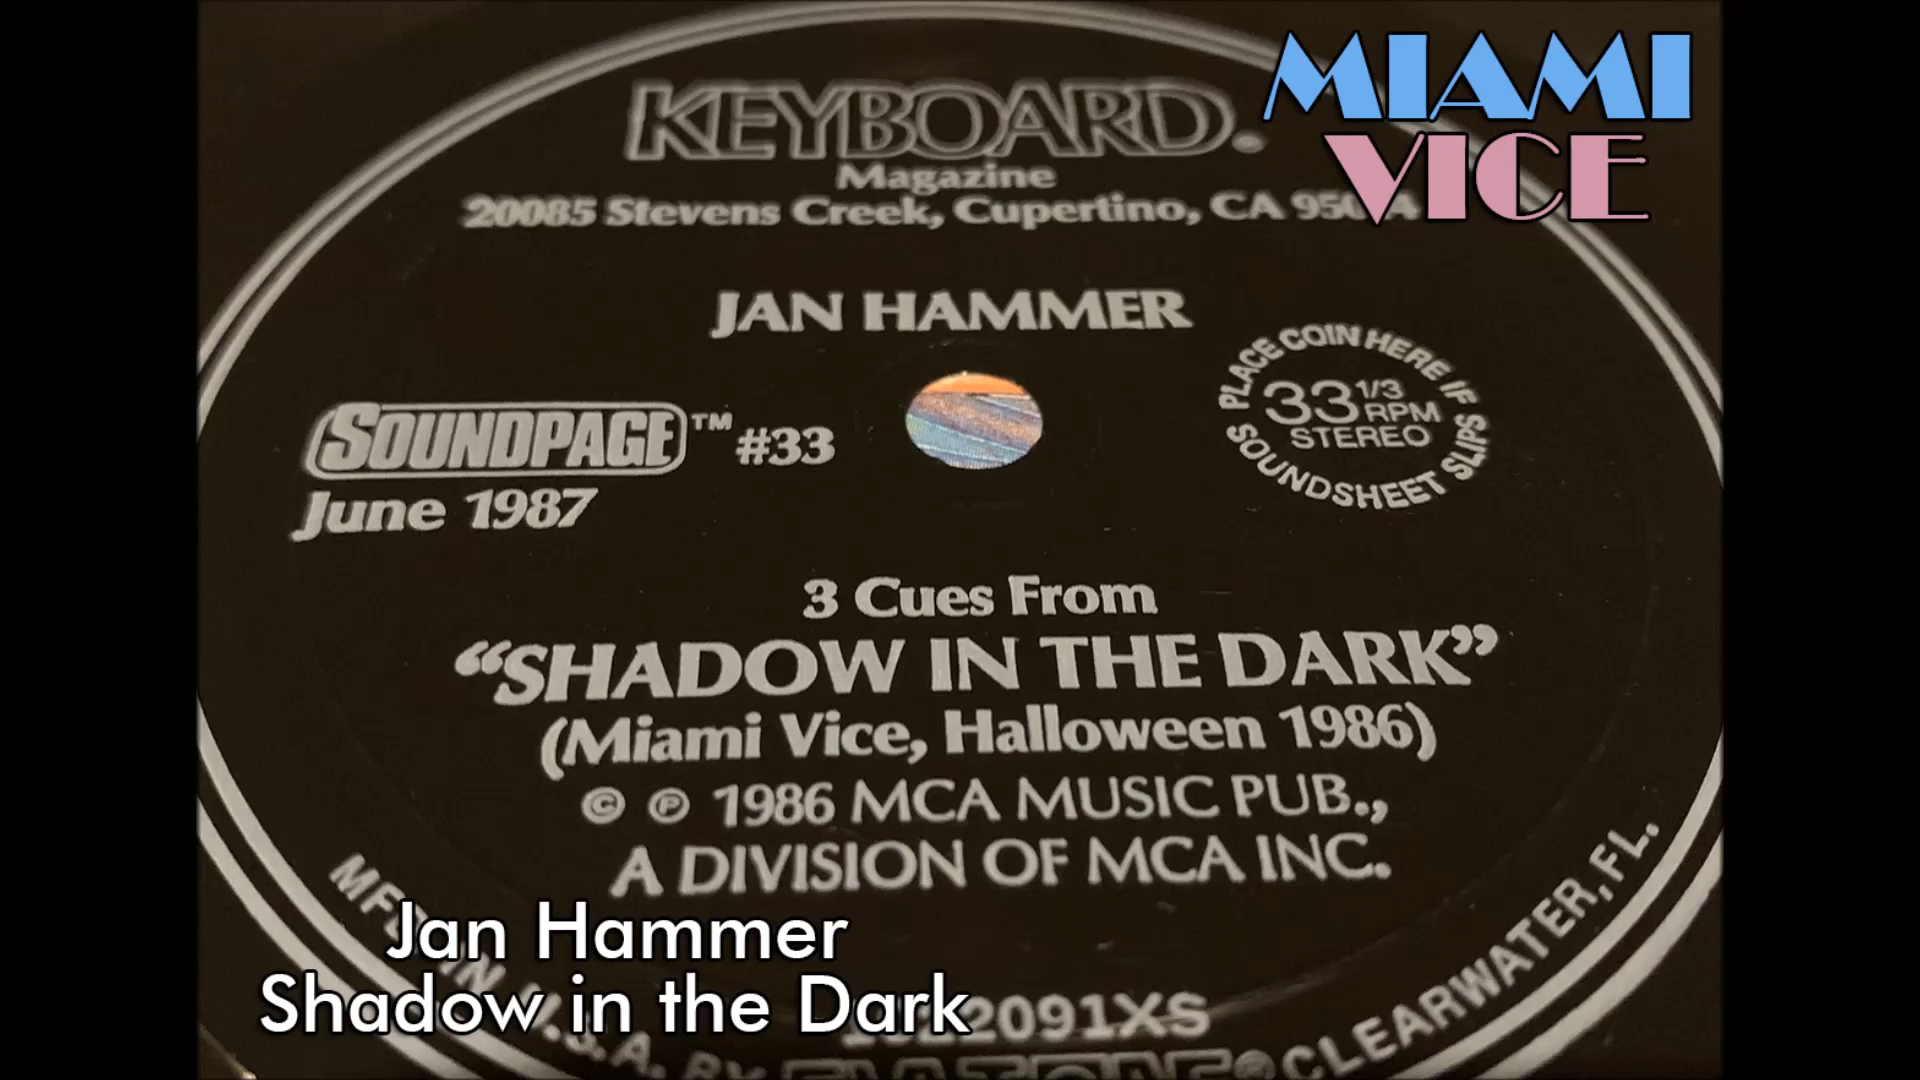 KEYBOARD.
Magazine
20085 Stevens Creek, Cupertino, CA
MIAMI
VICE
JAN HAMMER
SOUNDPAGE™ #33
June 1987
PLACE COIN HERE IF
SOUNDSHEET SLIPS
33 1/3
RPM
STEREO
3 Cues From
“SHADOW IN THE DARK”
(Miami Vice, Halloween 1986)
© ℗ 1986 MCA MUSIC PUB.,
A DIVISION OF MCA INC.
IN U.S.A. BY
CLEARWATER, FL.
Jan Hammer
Shadow in the Dark